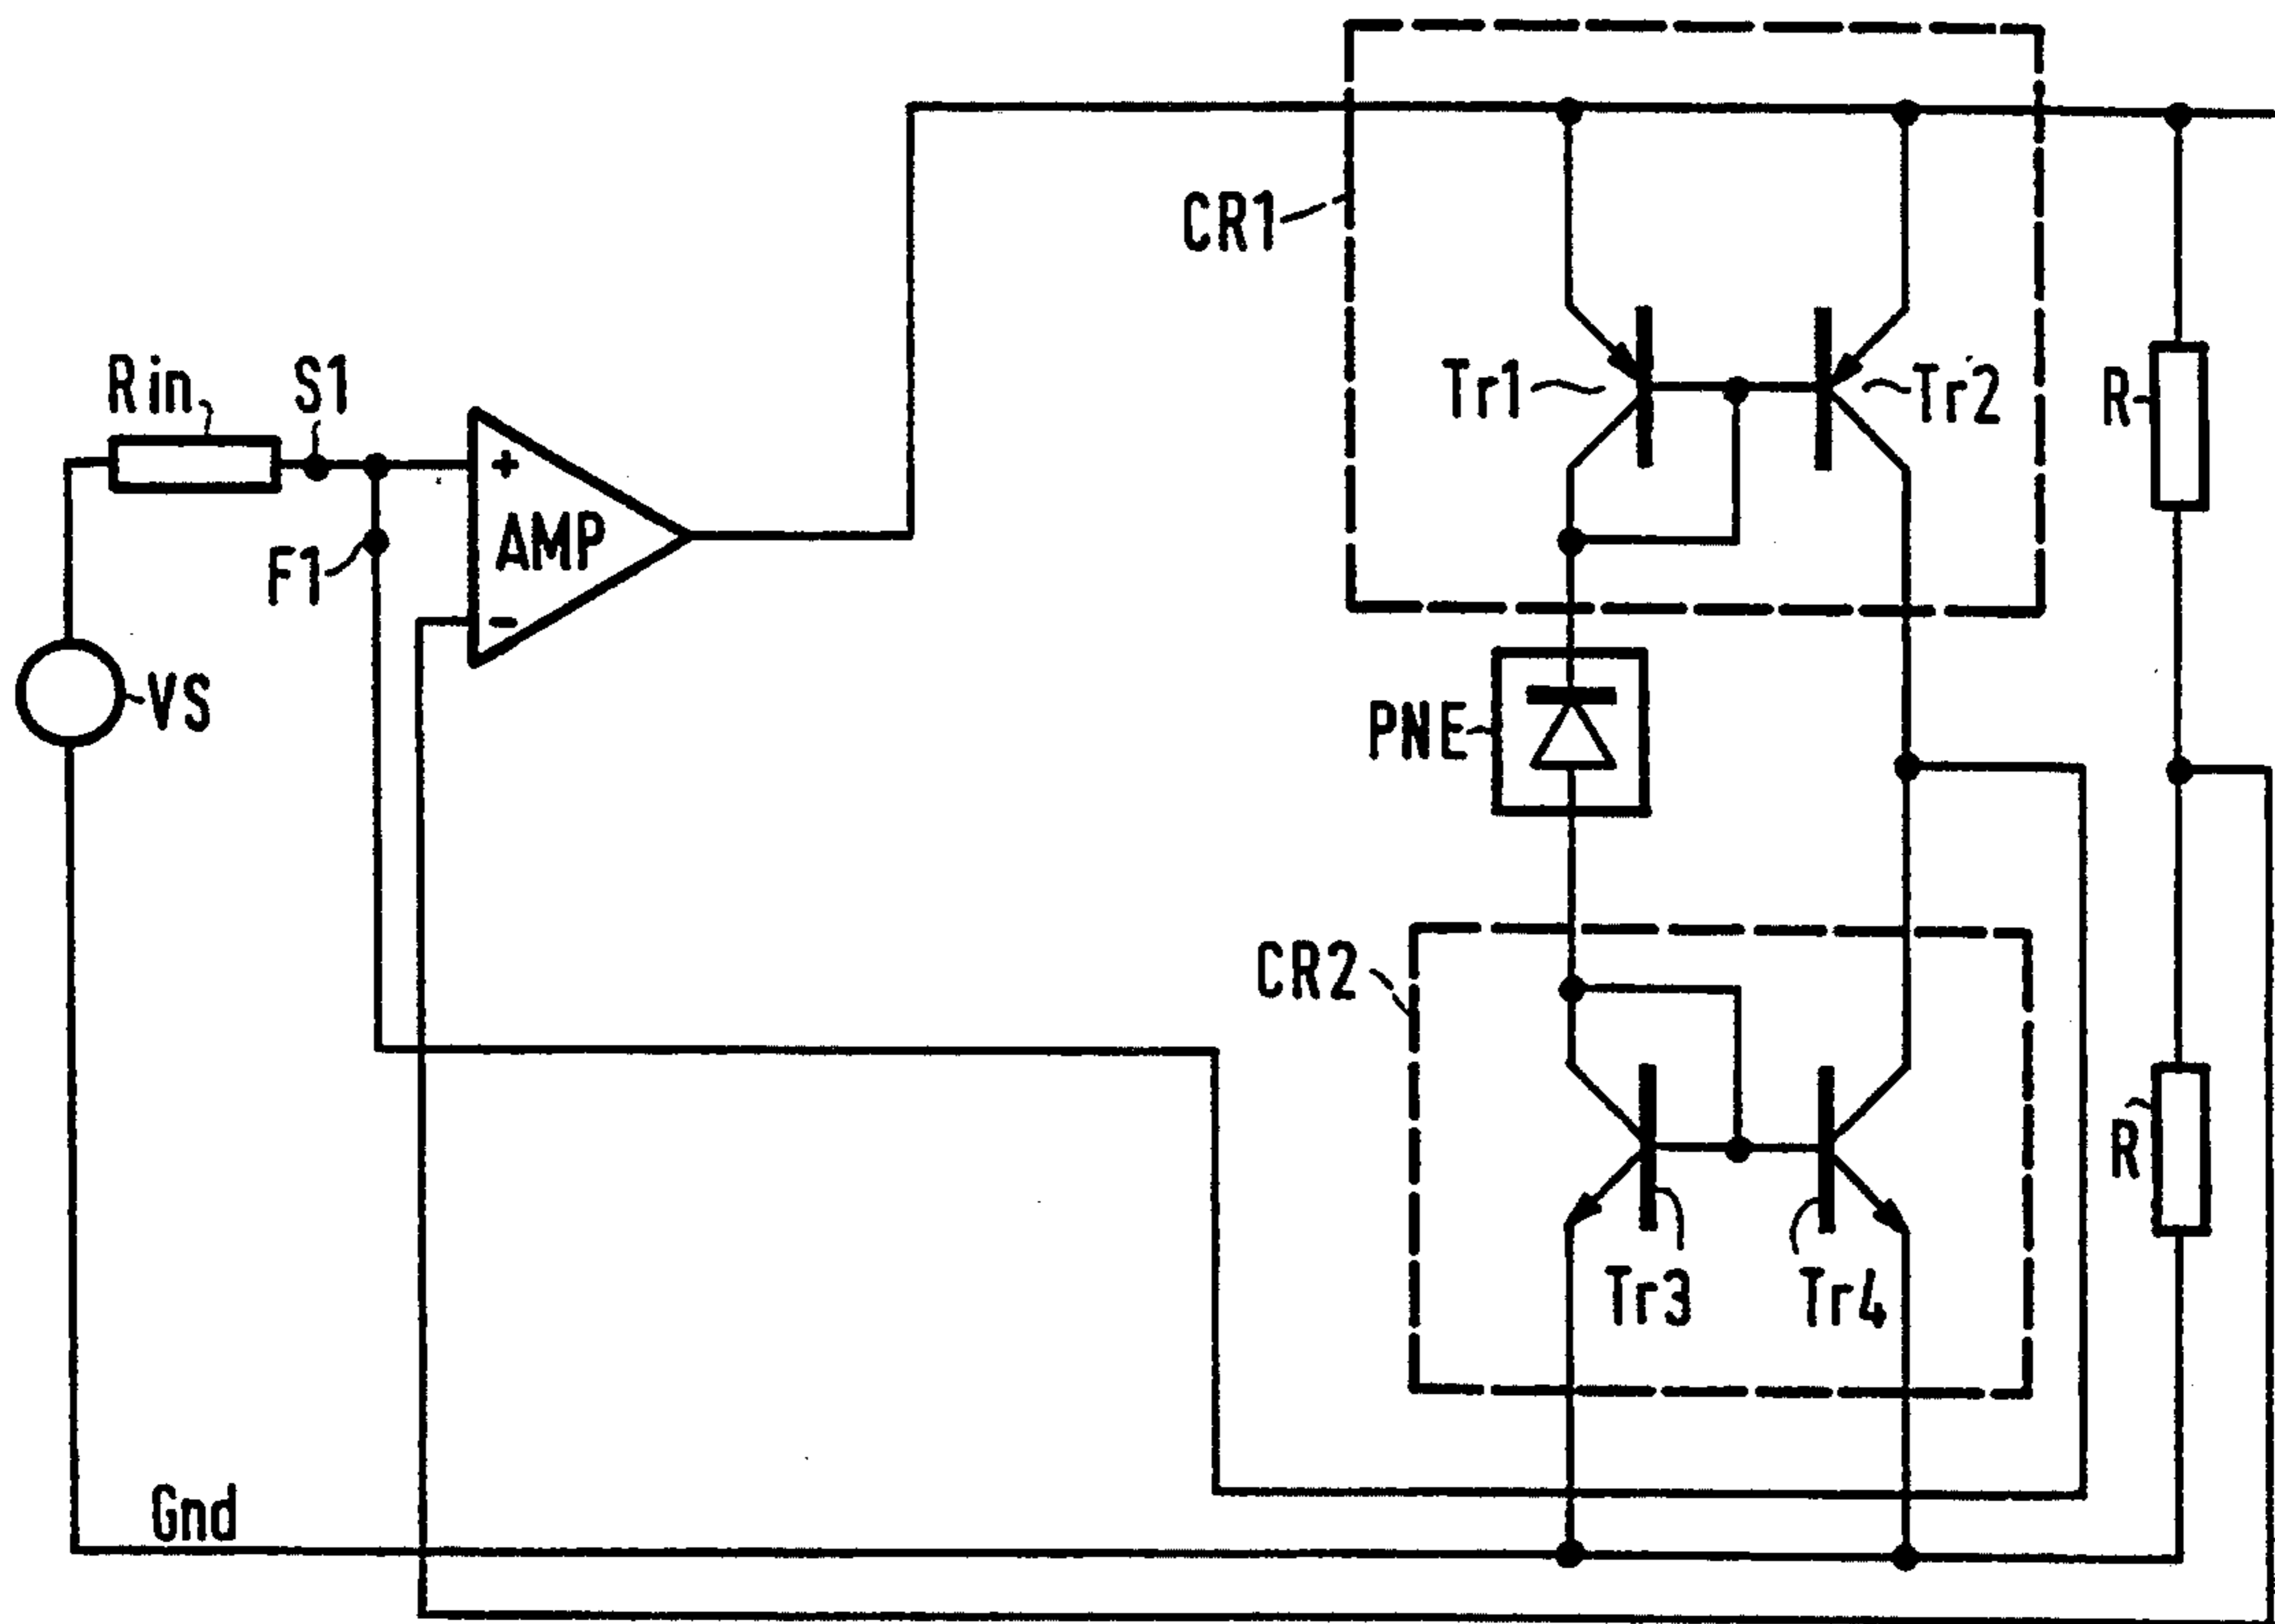 CR1
Tr1
Tr2
R
Rin
S1
+
AMP
-
F1
VS
PNE
CR2
R
Tr3
Tr4
Gnd